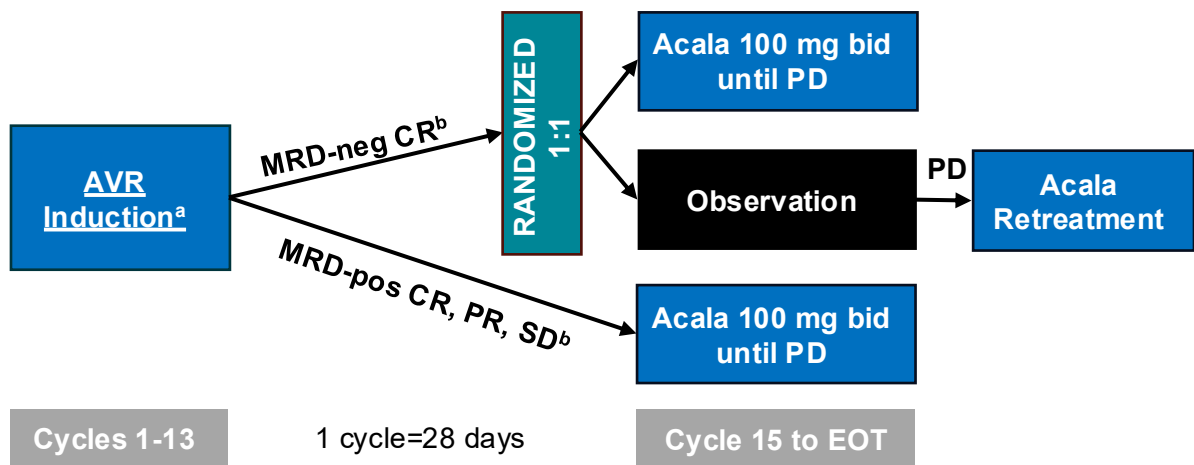 AVR
Inductionᵃ
MRD-neg CRᵇ
MRD-pos CR, PR, SDᵇ
RANDOMIZED
1:1
Acala 100 mg bid
until PD
Observation
PD
Acala
Retreatment
Acala 100 mg bid
until PD
Cycles 1-13
1 cycle=28 days
Cycle 15 to EOT